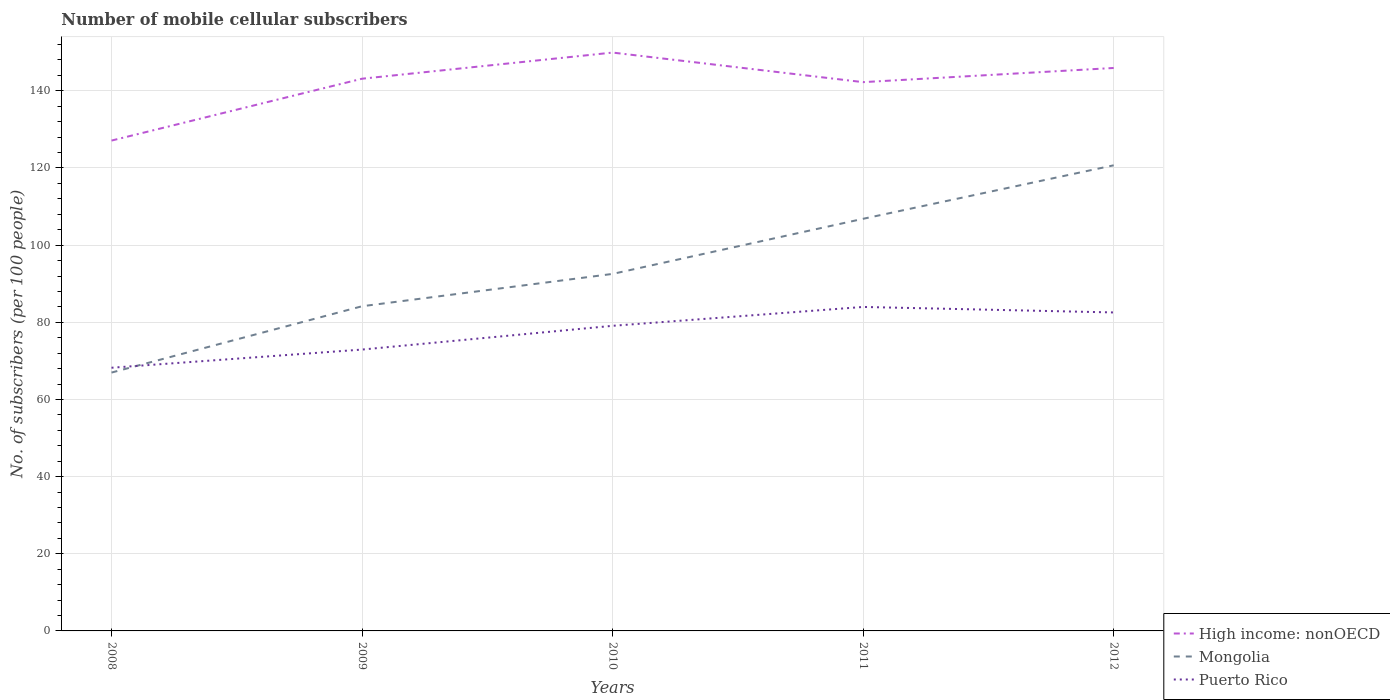 Number of mobile cellular subscribers
No. of subscribers (per 100 people)
140
120
100
80
60
40
20
0
2008
2009
2010
2011
2012
Years
High income: nonOECD
Mongolia
Puerto Rico